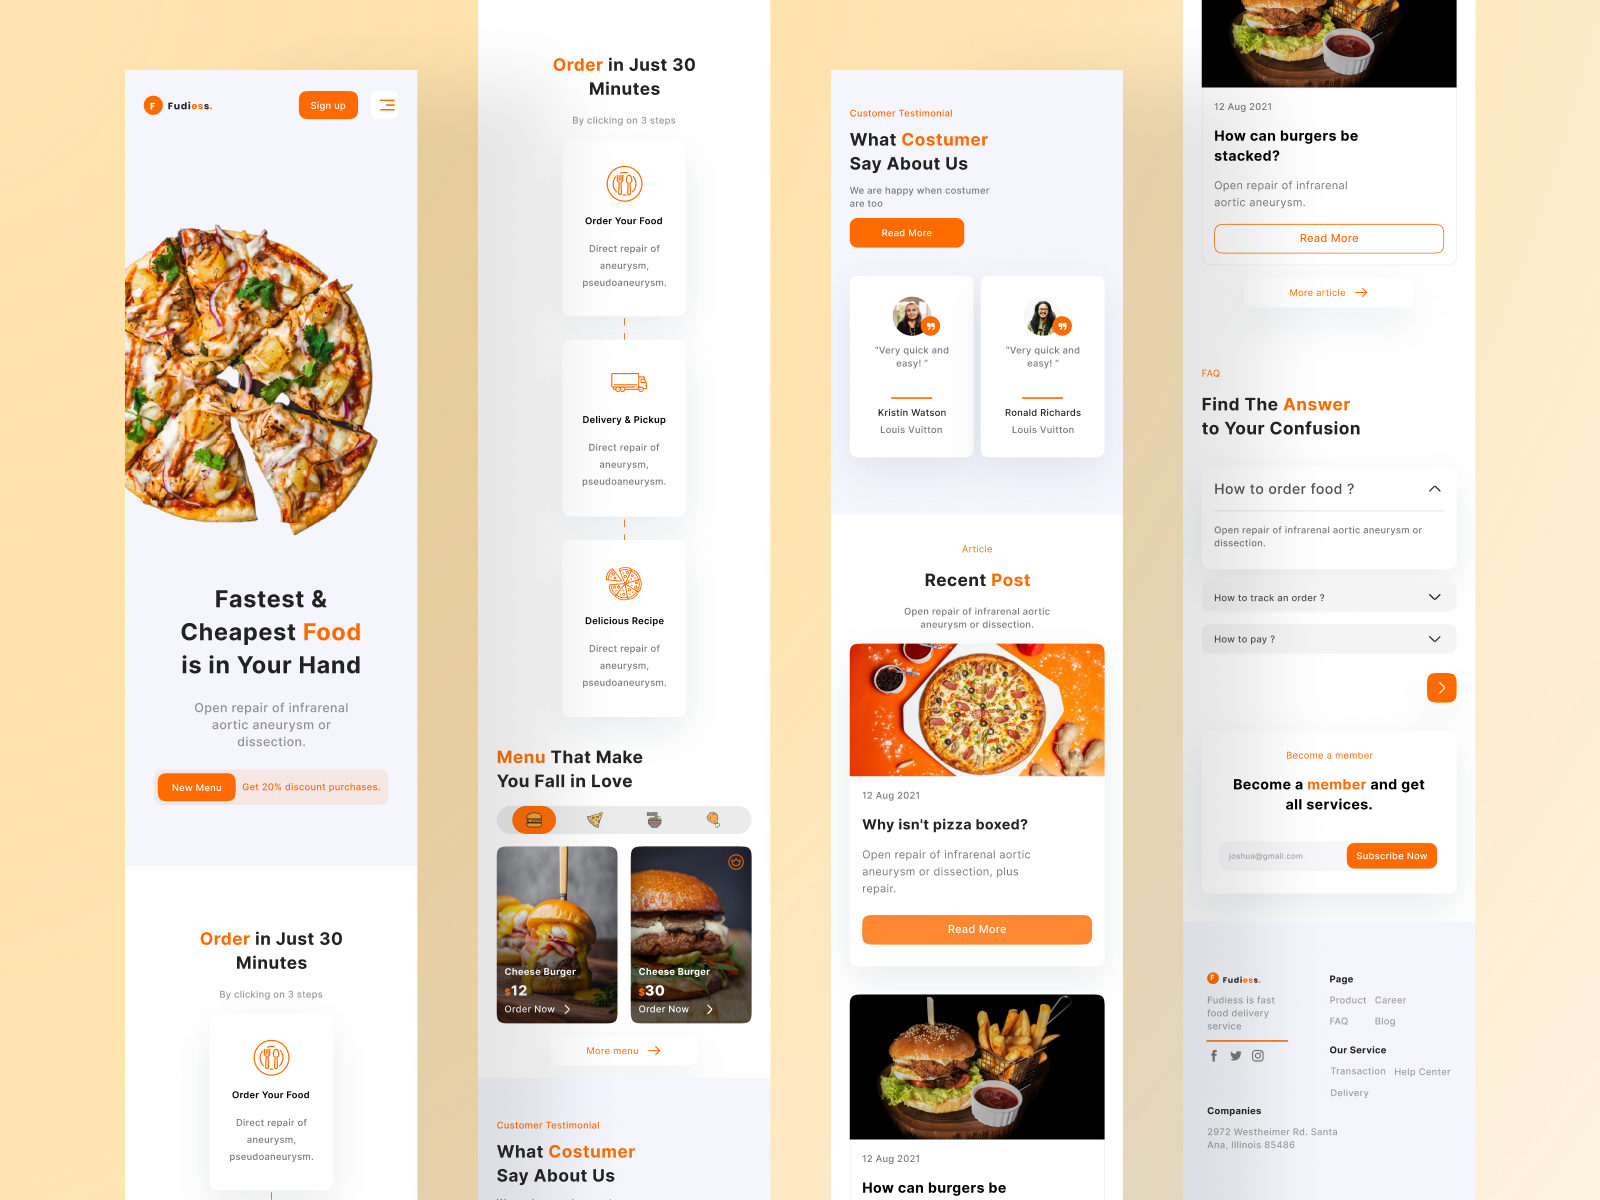 F Fudiess.
Sign up
Fastest &
Cheapest Food
is in Your Hand
Open repair of infrarenal
aortic aneurysm or
dissection.
New Menu
Get 20% discount purchases.
Order in Just 30
Minutes
By clicking on 3 steps
Order Your Food
Direct repair of
aneurysm,
pseudoaneurysm.
Order in Just 30
Minutes
By clicking on 3 steps
Order Your Food
Direct repair of
aneurysm,
pseudoaneurysm.
Delivery & Pickup
Direct repair of
aneurysm,
pseudoaneurysm.
Delicious Recipe
Direct repair of
aneurysm,
pseudoaneurysm.
Menu That Make
You Fall in Love
Cheese Burger
$12
Order Now
Cheese Burger
$30
Order Now
More menu
Customer Testimonial
What Costumer
Say About Us
Customer Testimonial
What Costumer
Say About Us
We are happy when costumer
are too
Read More
"Very quick and
easy! "
Kristin Watson
Louis Vuitton
"Very quick and
easy! "
Ronald Richards
Louis Vuitton
Article
Recent Post
Open repair of infrarenal aortic
aneurysm or dissection.
12 Aug 2021
Why isn't pizza boxed?
Open repair of infrarenal aortic
aneurysm or dissection, plus
repair.
Read More
12 Aug 2021
How can burgers be
12 Aug 2021
How can burgers be
stacked?
Open repair of infrarenal
aortic aneurysm.
Read More
More article
FAQ
Find The Answer
to Your Confusion
How to order food ?
Open repair of infrarenal aortic aneurysm or
dissection.
How to track an order ?
How to pay ?
Become a member
Become a member and get
all services.
joshua@gmail.com
Subscribe Now
F Fudiess.
Fudiess is fast
food delivery
service
Page
Product Career
FAQ Blog
Our Service
Transaction Help Center
Delivery
Companies
2972 Westheimer Rd. Santa
Ana, Illinois 85486